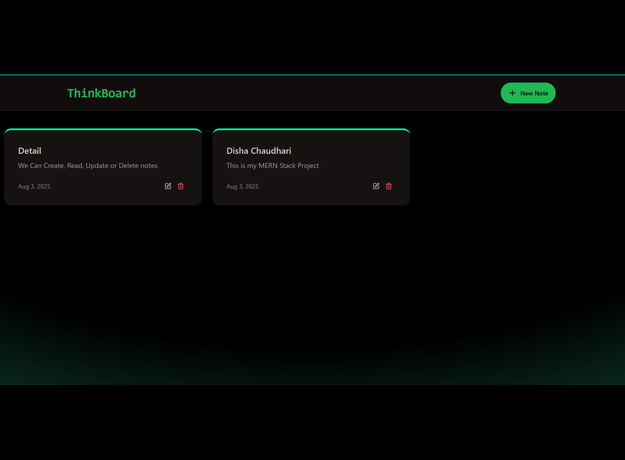 ThinkBoard
New Note
Detail
We Can Create, Read, Update or Delete notes
Aug 3, 2025
Disha Chaudhari
This is my MERN Stack Project
Aug 3, 2025